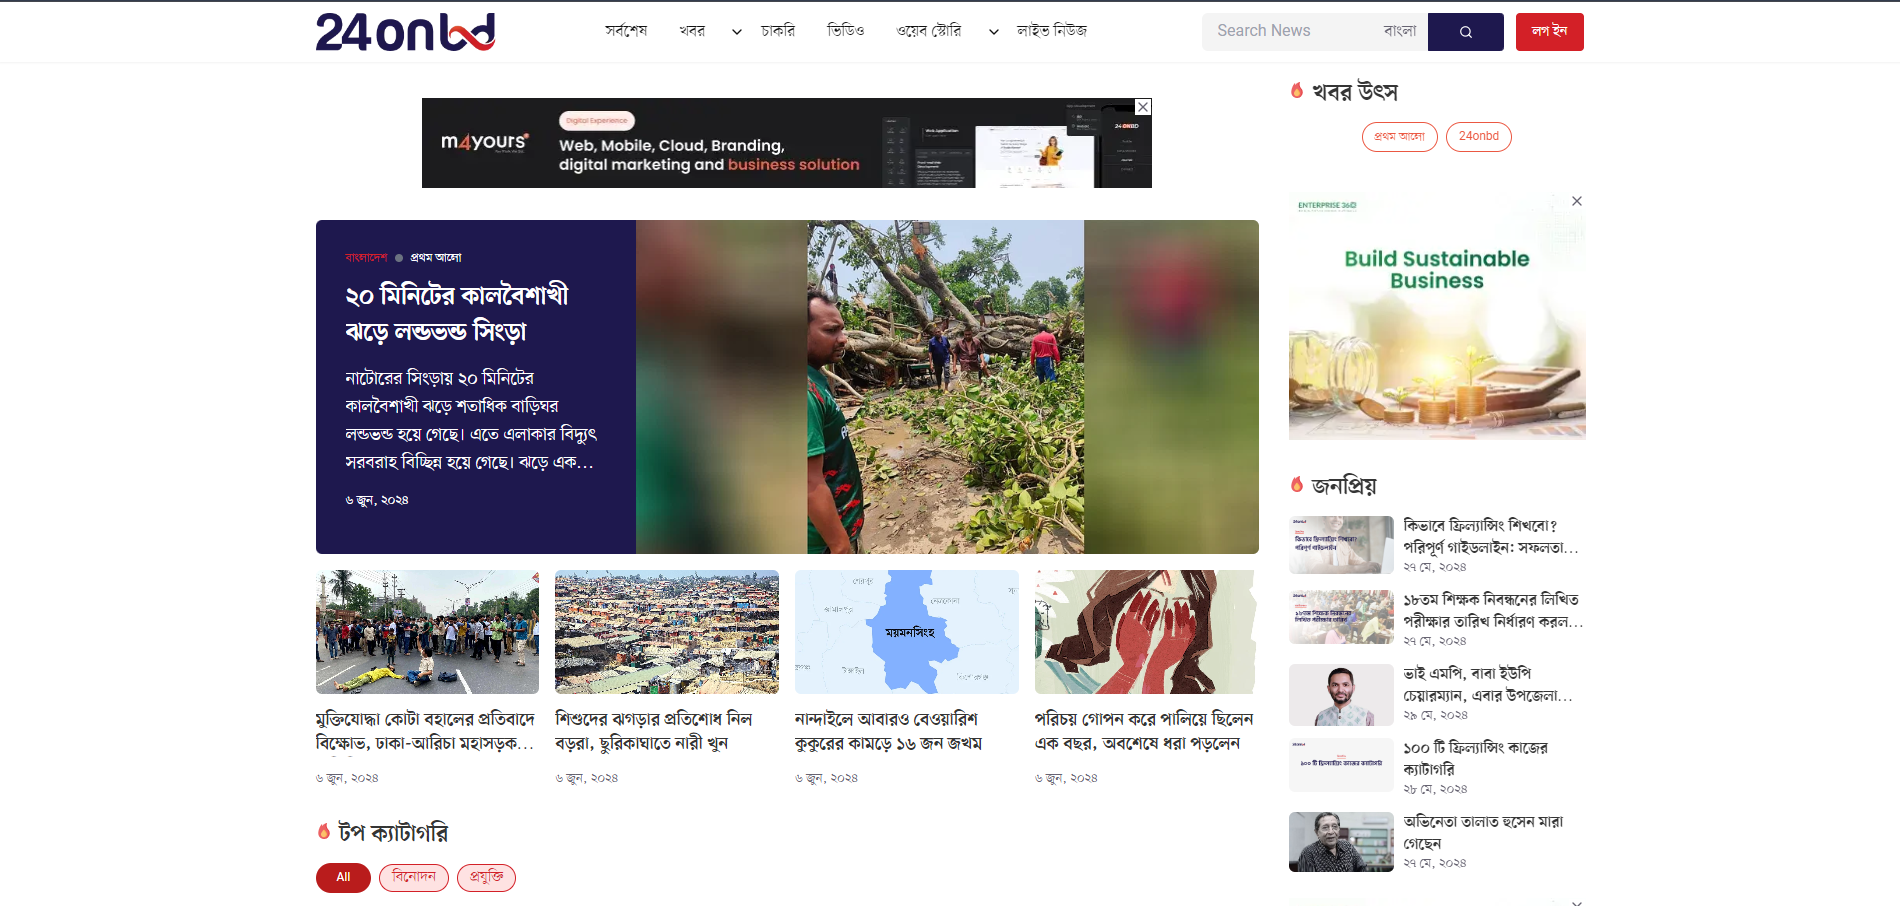 24onbd
সর্বশেষ
খবর
চাকরি
ভিডিও
ওয়েব স্টোরি
লাইভ নিউজ
Search News
বাংলা
লগ ইন
m4yours
Digital Experience
Web, Mobile, Cloud, Branding,
digital marketing and business solution
খবর উৎস
প্রথম আলো
24onbd
ENTERPRISE 360
Build Sustainable
Business
বাংলাদেশ
প্রথম আলো
২০ মিনিটের কালবৈশাখী
ঝড়ে লন্ডভন্ড সিংড়া
নাটোরের সিংড়ায় ২০ মিনিটের
কালবৈশাখী ঝড়ে শতাধিক বাড়িঘর
লন্ডভন্ড হয়ে গেছে। এতে এলাকার বিদ্যুৎ
সরবরাহ বিচ্ছিন্ন হয়ে গেছে। ঝড়ে এক...
৬ জুন, ২০২৪
মুক্তিযোদ্ধা কোটা বহালের প্রতিবাদে
বিক্ষোভ, ঢাকা-আরিচা মহাসড়ক...
৬ জুন, ২০২৪
শিশুদের ঝগড়ার প্রতিশোধ নিল
বড়রা, ছুরিকাঘাতে নারী খুন
৬ জুন, ২০২৪
ময়মনসিংহ
নান্দাইলে আবারও বেওয়ারিশ
কুকুরের কামড়ে ১৬ জন জখম
৬ জুন, ২০২৪
পরিচয় গোপন করে পালিয়ে ছিলেন
এক বছর, অবশেষে ধরা পড়লেন
৬ জুন, ২০২৪
টপ ক্যাটাগরি
All
বিনোদন
প্রযুক্তি
জনপ্রিয়
কিভাবে ফ্রিল্যান্সিং শিখবো?
পরিপূর্ণ গাইডলাইন: সফলতা...
২৭ মে, ২০২৪
১৮তম শিক্ষক নিবন্ধনের লিখিত
পরীক্ষার তারিখ নির্ধারণ করল...
২৭ মে, ২০২৪
ভাই এমপি, বাবা ইউপি
চেয়ারম্যান, এবার উপজেলা...
২৯ মে, ২০২৪
১০০ টি ফ্রিল্যান্সিং কাজের ক্যাটাগরি
১০০ টি ফ্রিল্যান্সিং কাজের
ক্যাটাগরি
২৮ মে, ২০২৪
অভিনেতা তালাত হুসেন মারা
গেছেন
২৭ মে, ২০২৪